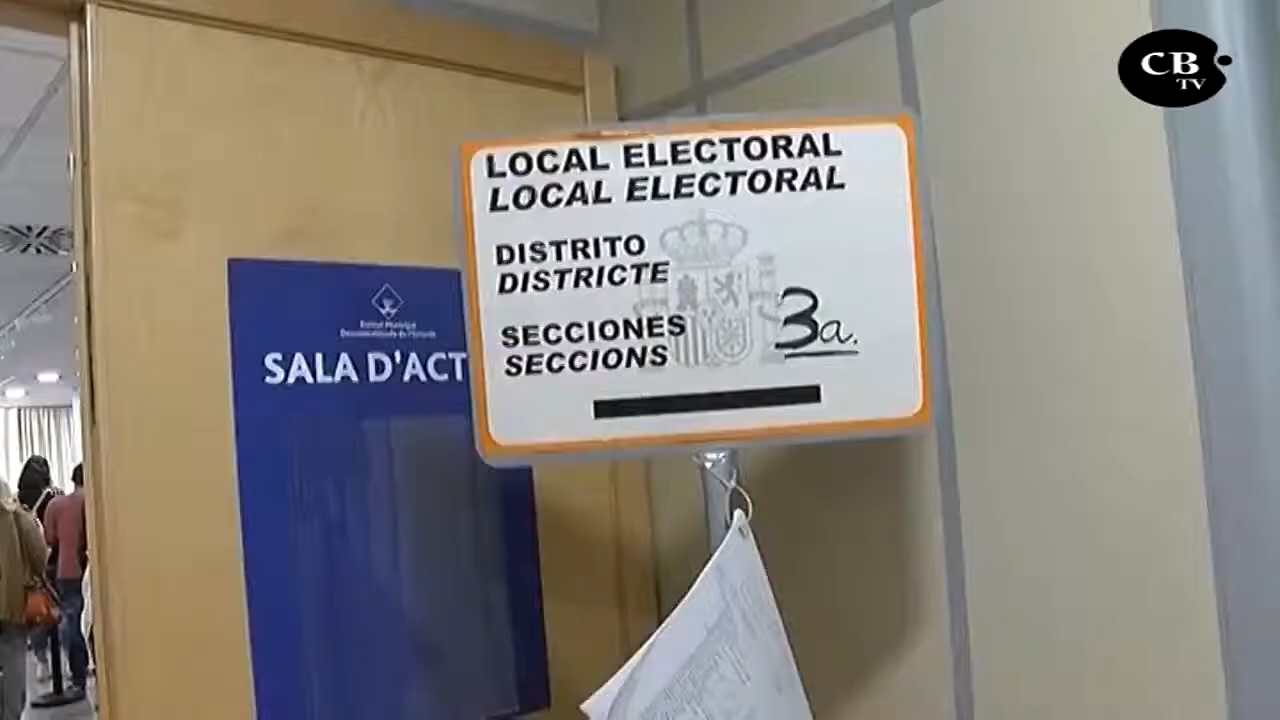 CB
TV
LOCAL ELECTORAL
LOCAL ELECTORAL
DISTRITO
DISTRICTE
SECCIONES
SECCIONS
3a.
SALA D'ACT